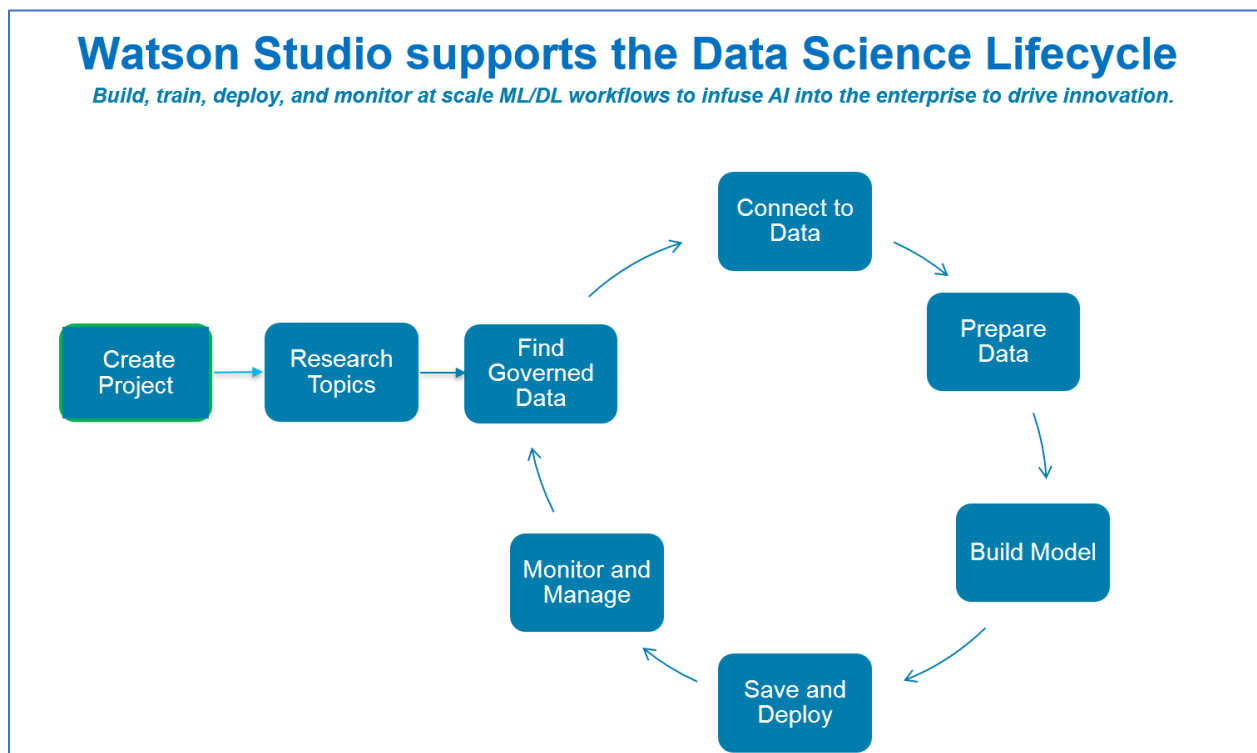 Watson Studio supports the Data Science Lifecycle
Build, train, deploy, and monitor at scale ML/DL workflows to infuse AI into the enterprise to drive innovation.
Create
Project
Research
Topics
Find
Governed
Data
Connect to
Data
Prepare
Data
Build Model
Save and
Deploy
Monitor and
Manage